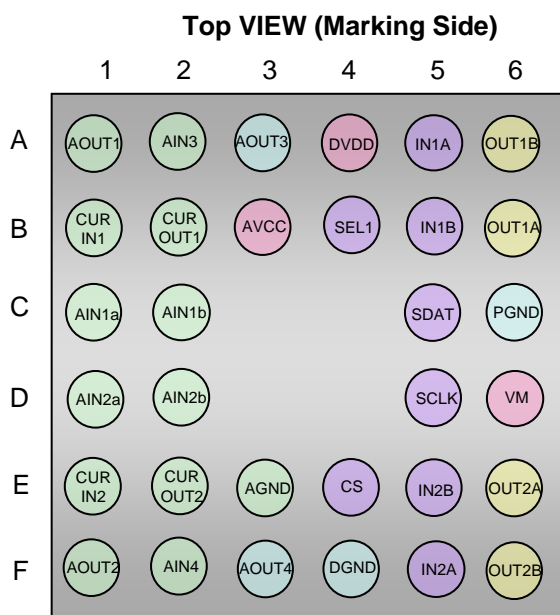 Top VIEW (Marking Side)
1 2 3 4 5 6
A AOUT1 AIN3 AOUT3 DVDD IN1A OUT1B
B CUR IN1 CUR OUT1 AVCC SEL1 IN1B OUT1A
C AIN1a AIN1b SDAT PGND
D AIN2a AIN2b SCLK VM
E CUR IN2 CUR OUT2 AGND CS IN2B OUT2A
F AOUT2 AIN4 AOUT4 DGND IN2A OUT2B